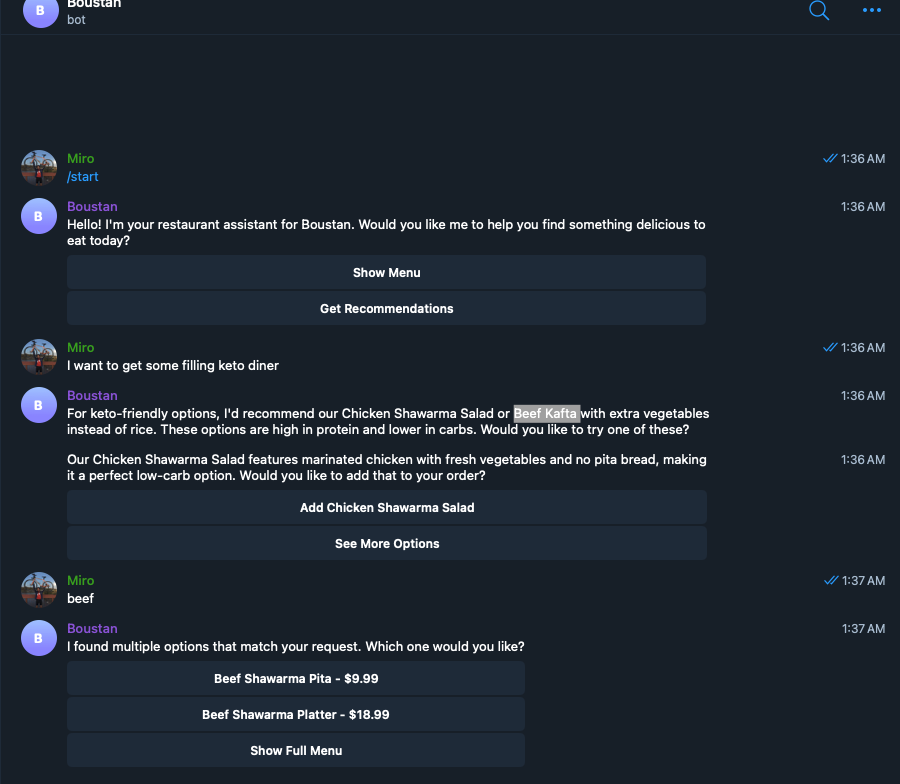 Boustan
B
bot
Miro
1:36 AM
/start
Boustan
1:36 AM
B
Hello! I'm your restaurant assistant for Boustan. Would you like me to help you find something delicious to
eat today?
Show Menu
Get Recommendations
Miro
1:36 AM
I want to get some filling keto diner
Boustan
1:36 AM
B
For keto-friendly options, I'd recommend our Chicken Shawarma Salad or Beef Kafta with extra vegetables
instead of rice. These options are high in protein and lower in carbs. Would you like to try one of these?
Our Chicken Shawarma Salad features marinated chicken with fresh vegetables and no pita bread, making
1:36 AM
it a perfect low-carb option. Would you like to add that to your order?
Add Chicken Shawarma Salad
See More Options
Miro
1:37 AM
beef
Boustan
1:37 AM
B
I found multiple options that match your request. Which one would you like?
Beef Shawarma Pita - $9.99
Beef Shawarma Platter - $18.99
Show Full Menu